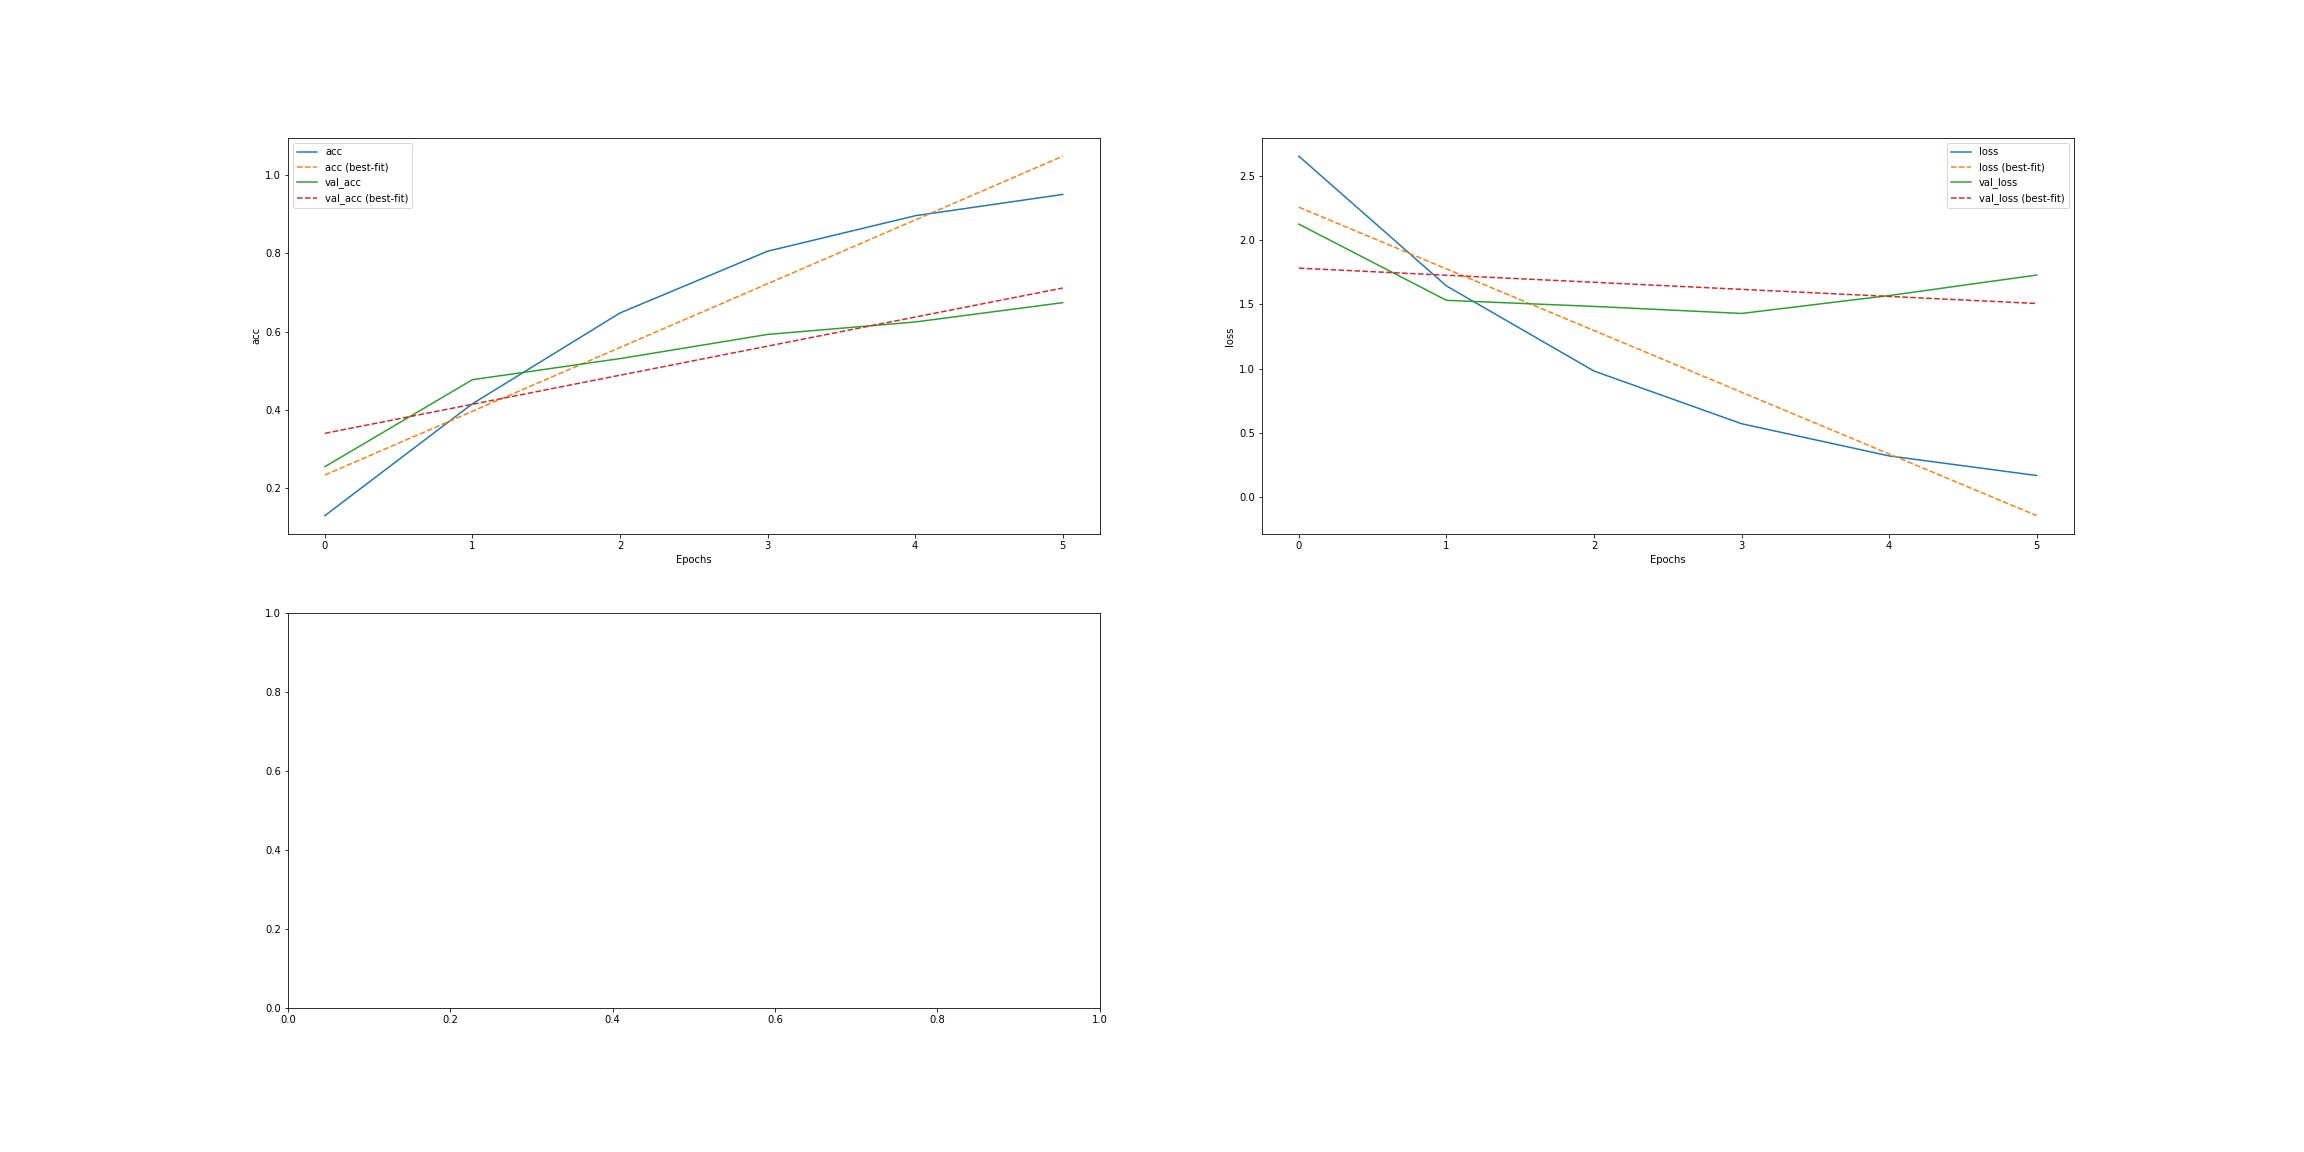 acc
acc (best-fit)
val_acc
val_acc (best-fit)
1.0
0.8
0.6
0.4
0.2
acc
0 1 2 3 4 5
Epochs
loss
loss (best-fit)
val_loss
val_loss (best-fit)
2.5
2.0
1.5
1.0
0.5
0.0
loss
0 1 2 3 4 5
Epochs
1.0
0.8
0.6
0.4
0.2
0.0
0.0 0.2 0.4 0.6 0.8 1.0